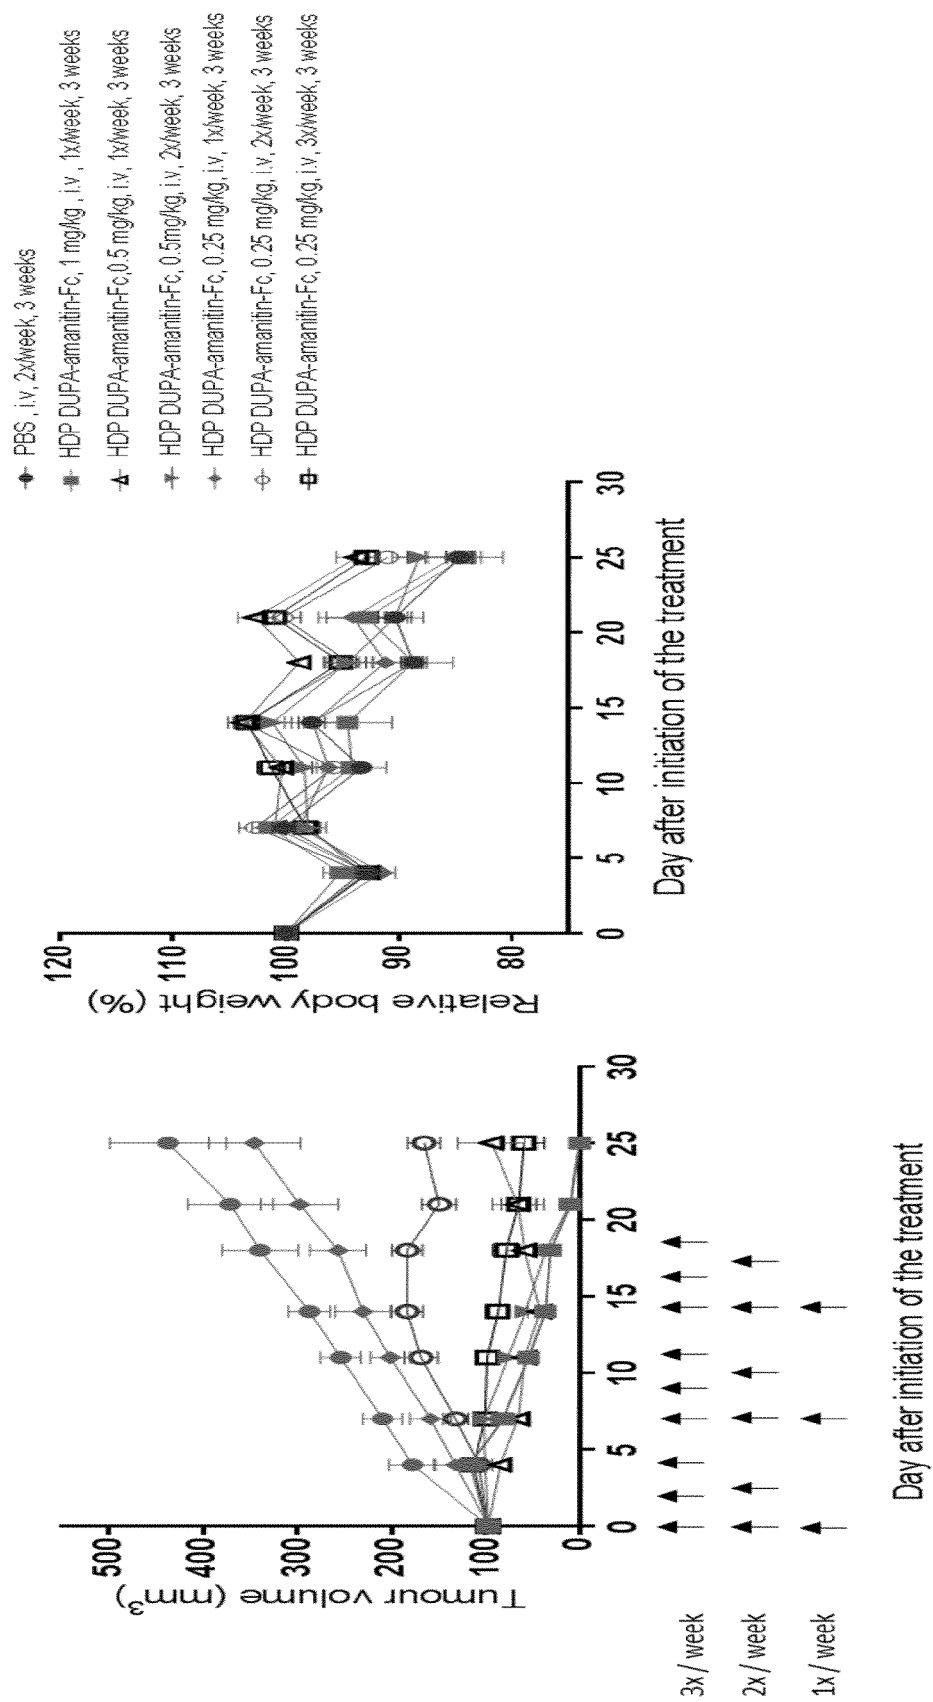 PBS , i.v, 2x/week, 3 weeks
HDP DUPA-amanitin-Fc, 1 mg/kg , i.v , 1x/week, 3 weeks
HDP DUPA-amanitin-Fc,0.5 mg/kg, i.v, 1x/week, 3 weeks
HDP DUPA-amanitin-Fc, 0.5mg/kg, i.v, 2x/week, 3 weeks
HDP DUPA-amanitin-Fc, 0.25 mg/kg, i.v, 1x/week, 3 weeks
HDP DUPA-amanitin-Fc, 0.25 mg/kg, i.v, 2x/week, 3 weeks
HDP DUPA-amanitin-Fc, 0.25 mg/kg, i.v, 3x/week, 3 weeks
Tumour volume (mm³)
500
400
300
200
100
0
0 5 10 15 20 25 30
3x / week
2x / week
1x / week
Day after initiation of the treatment
Relative body weight (%)
120
110
100
90
80
0 5 10 15 20 25 30
Day after initiation of the treatment